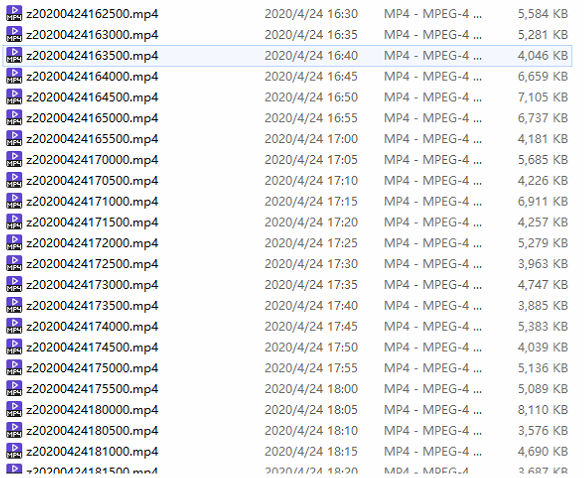 z20200424162500.mp4 2020/4/24 16:30 MP4 - MPEG-4 ... 5,584 KB
z20200424163000.mp4 2020/4/24 16:35 MP4 - MPEG-4 ... 5,281 KB
z20200424163500.mp4 2020/4/24 16:40 MP4 - MPEG-4 ... 4,046 KB
z20200424164000.mp4 2020/4/24 16:45 MP4 - MPEG-4 ... 6,659 KB
z20200424164500.mp4 2020/4/24 16:50 MP4 - MPEG-4 ... 7,105 KB
z20200424165000.mp4 2020/4/24 16:55 MP4 - MPEG-4 ... 6,737 KB
z20200424165500.mp4 2020/4/24 17:00 MP4 - MPEG-4 ... 4,181 KB
z20200424170000.mp4 2020/4/24 17:05 MP4 - MPEG-4 ... 5,685 KB
z20200424170500.mp4 2020/4/24 17:10 MP4 - MPEG-4 ... 4,226 KB
z20200424171000.mp4 2020/4/24 17:15 MP4 - MPEG-4 ... 6,911 KB
z20200424171500.mp4 2020/4/24 17:20 MP4 - MPEG-4 ... 4,257 KB
z20200424172000.mp4 2020/4/24 17:25 MP4 - MPEG-4 ... 5,279 KB
z20200424172500.mp4 2020/4/24 17:30 MP4 - MPEG-4 ... 3,963 KB
z20200424173000.mp4 2020/4/24 17:35 MP4 - MPEG-4 ... 4,747 KB
z20200424173500.mp4 2020/4/24 17:40 MP4 - MPEG-4 ... 3,885 KB
z20200424174000.mp4 2020/4/24 17:45 MP4 - MPEG-4 ... 5,383 KB
z20200424174500.mp4 2020/4/24 17:50 MP4 - MPEG-4 ... 4,039 KB
z20200424175000.mp4 2020/4/24 17:55 MP4 - MPEG-4 ... 5,136 KB
z20200424175500.mp4 2020/4/24 18:00 MP4 - MPEG-4 ... 5,089 KB
z20200424180000.mp4 2020/4/24 18:05 MP4 - MPEG-4 ... 8,110 KB
z20200424180500.mp4 2020/4/24 18:10 MP4 - MPEG-4 ... 3,576 KB
z20200424181000.mp4 2020/4/24 18:15 MP4 - MPEG-4 ... 4,690 KB
z20200424181500.mp4 2020/4/24 18:20 MP4 - MPEG-4 ... 3,687 KB